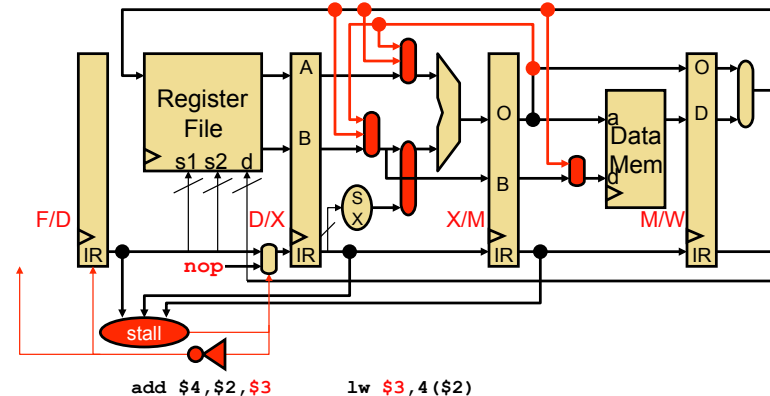 Register
File
s1 s2 d
A
B
S
X
O
B
a
Data
Mem
d
O
D
F/D
D/X
X/M
M/W
IR
IR
IR
IR
nop
stall
add $4,$2,$3
lw $3,4($2)